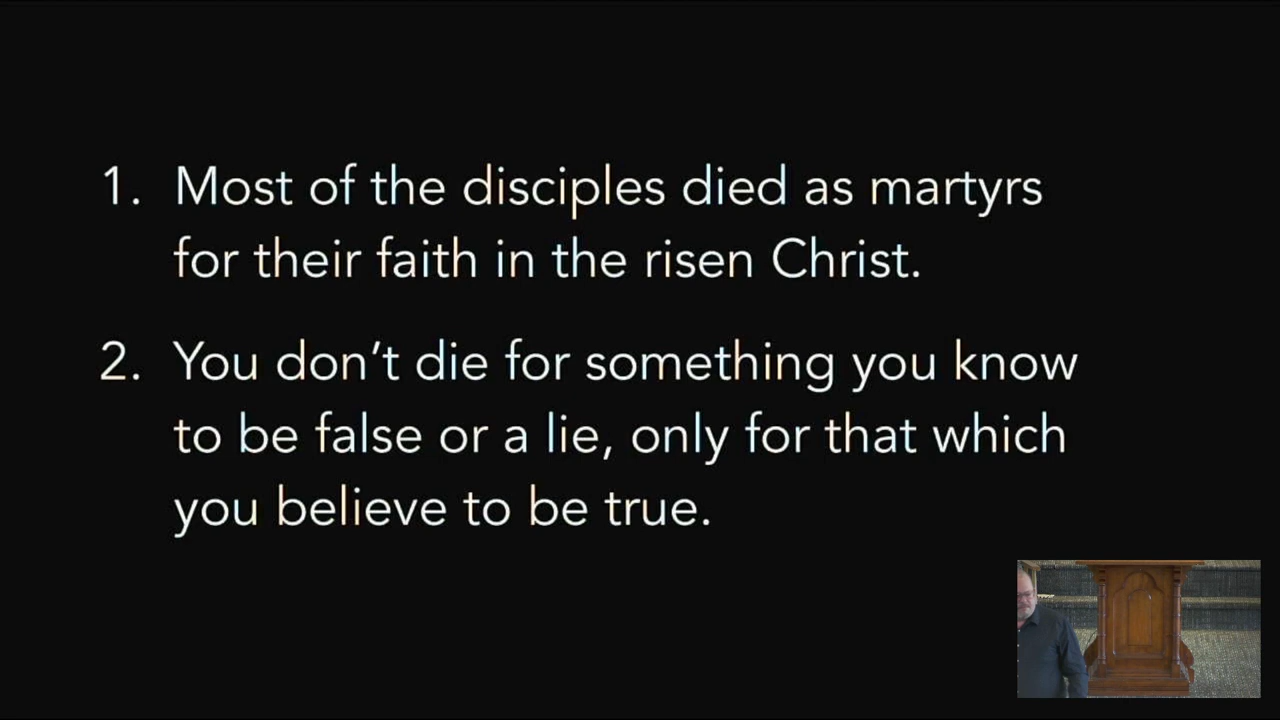 1. Most of the disciples died as martyrs
for their faith in the risen Christ.
2. You don’t die for something you know
to be false or a lie, only for that which
you believe to be true.